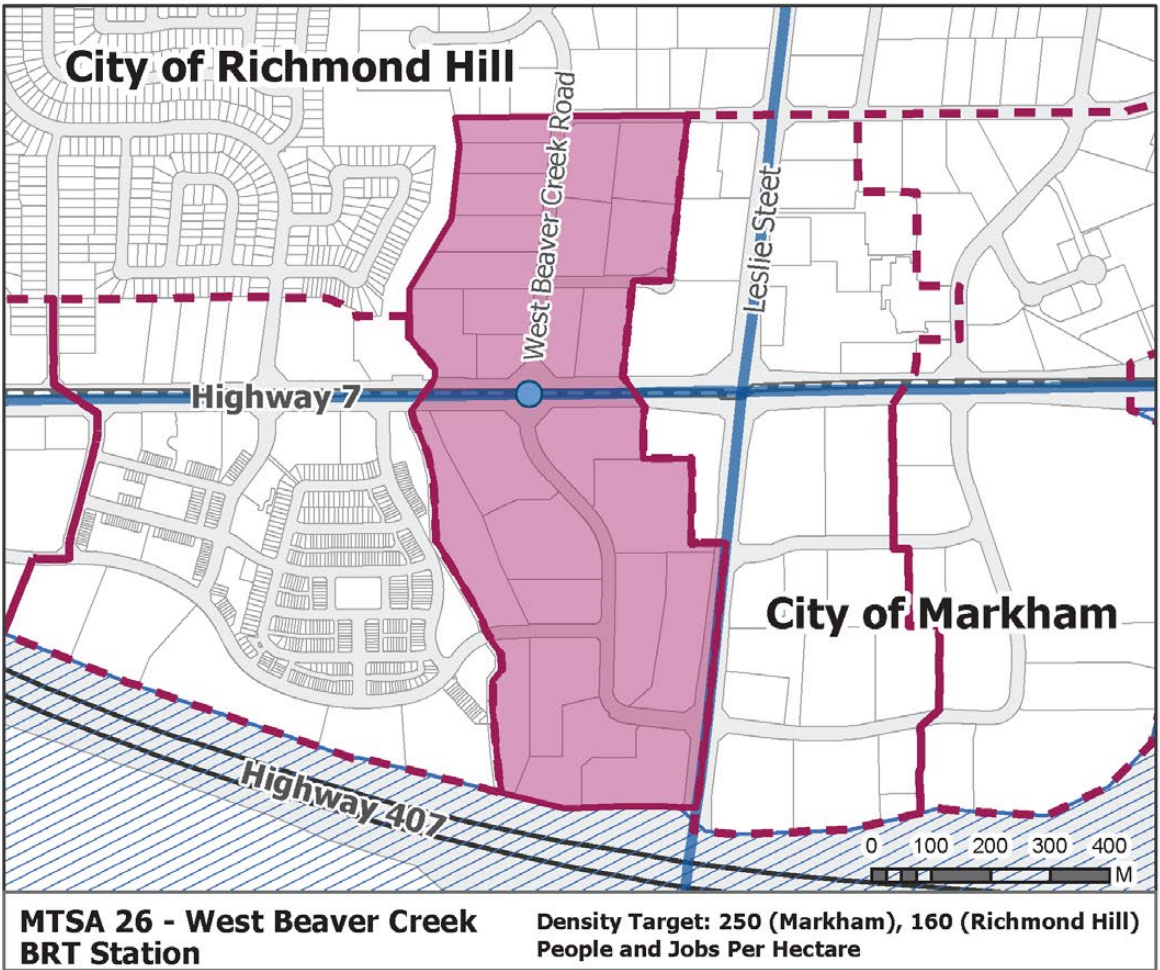 City of Richmond Hill
West Beaver Creek Road
Leslie Steet
Highway 7
City of Markham
Highway 407
0 100 200 300 400
M
MTSA 26 - West Beaver Creek
BRT Station
Density Target: 250 (Markham), 160 (Richmond Hill)
People and Jobs Per Hectare